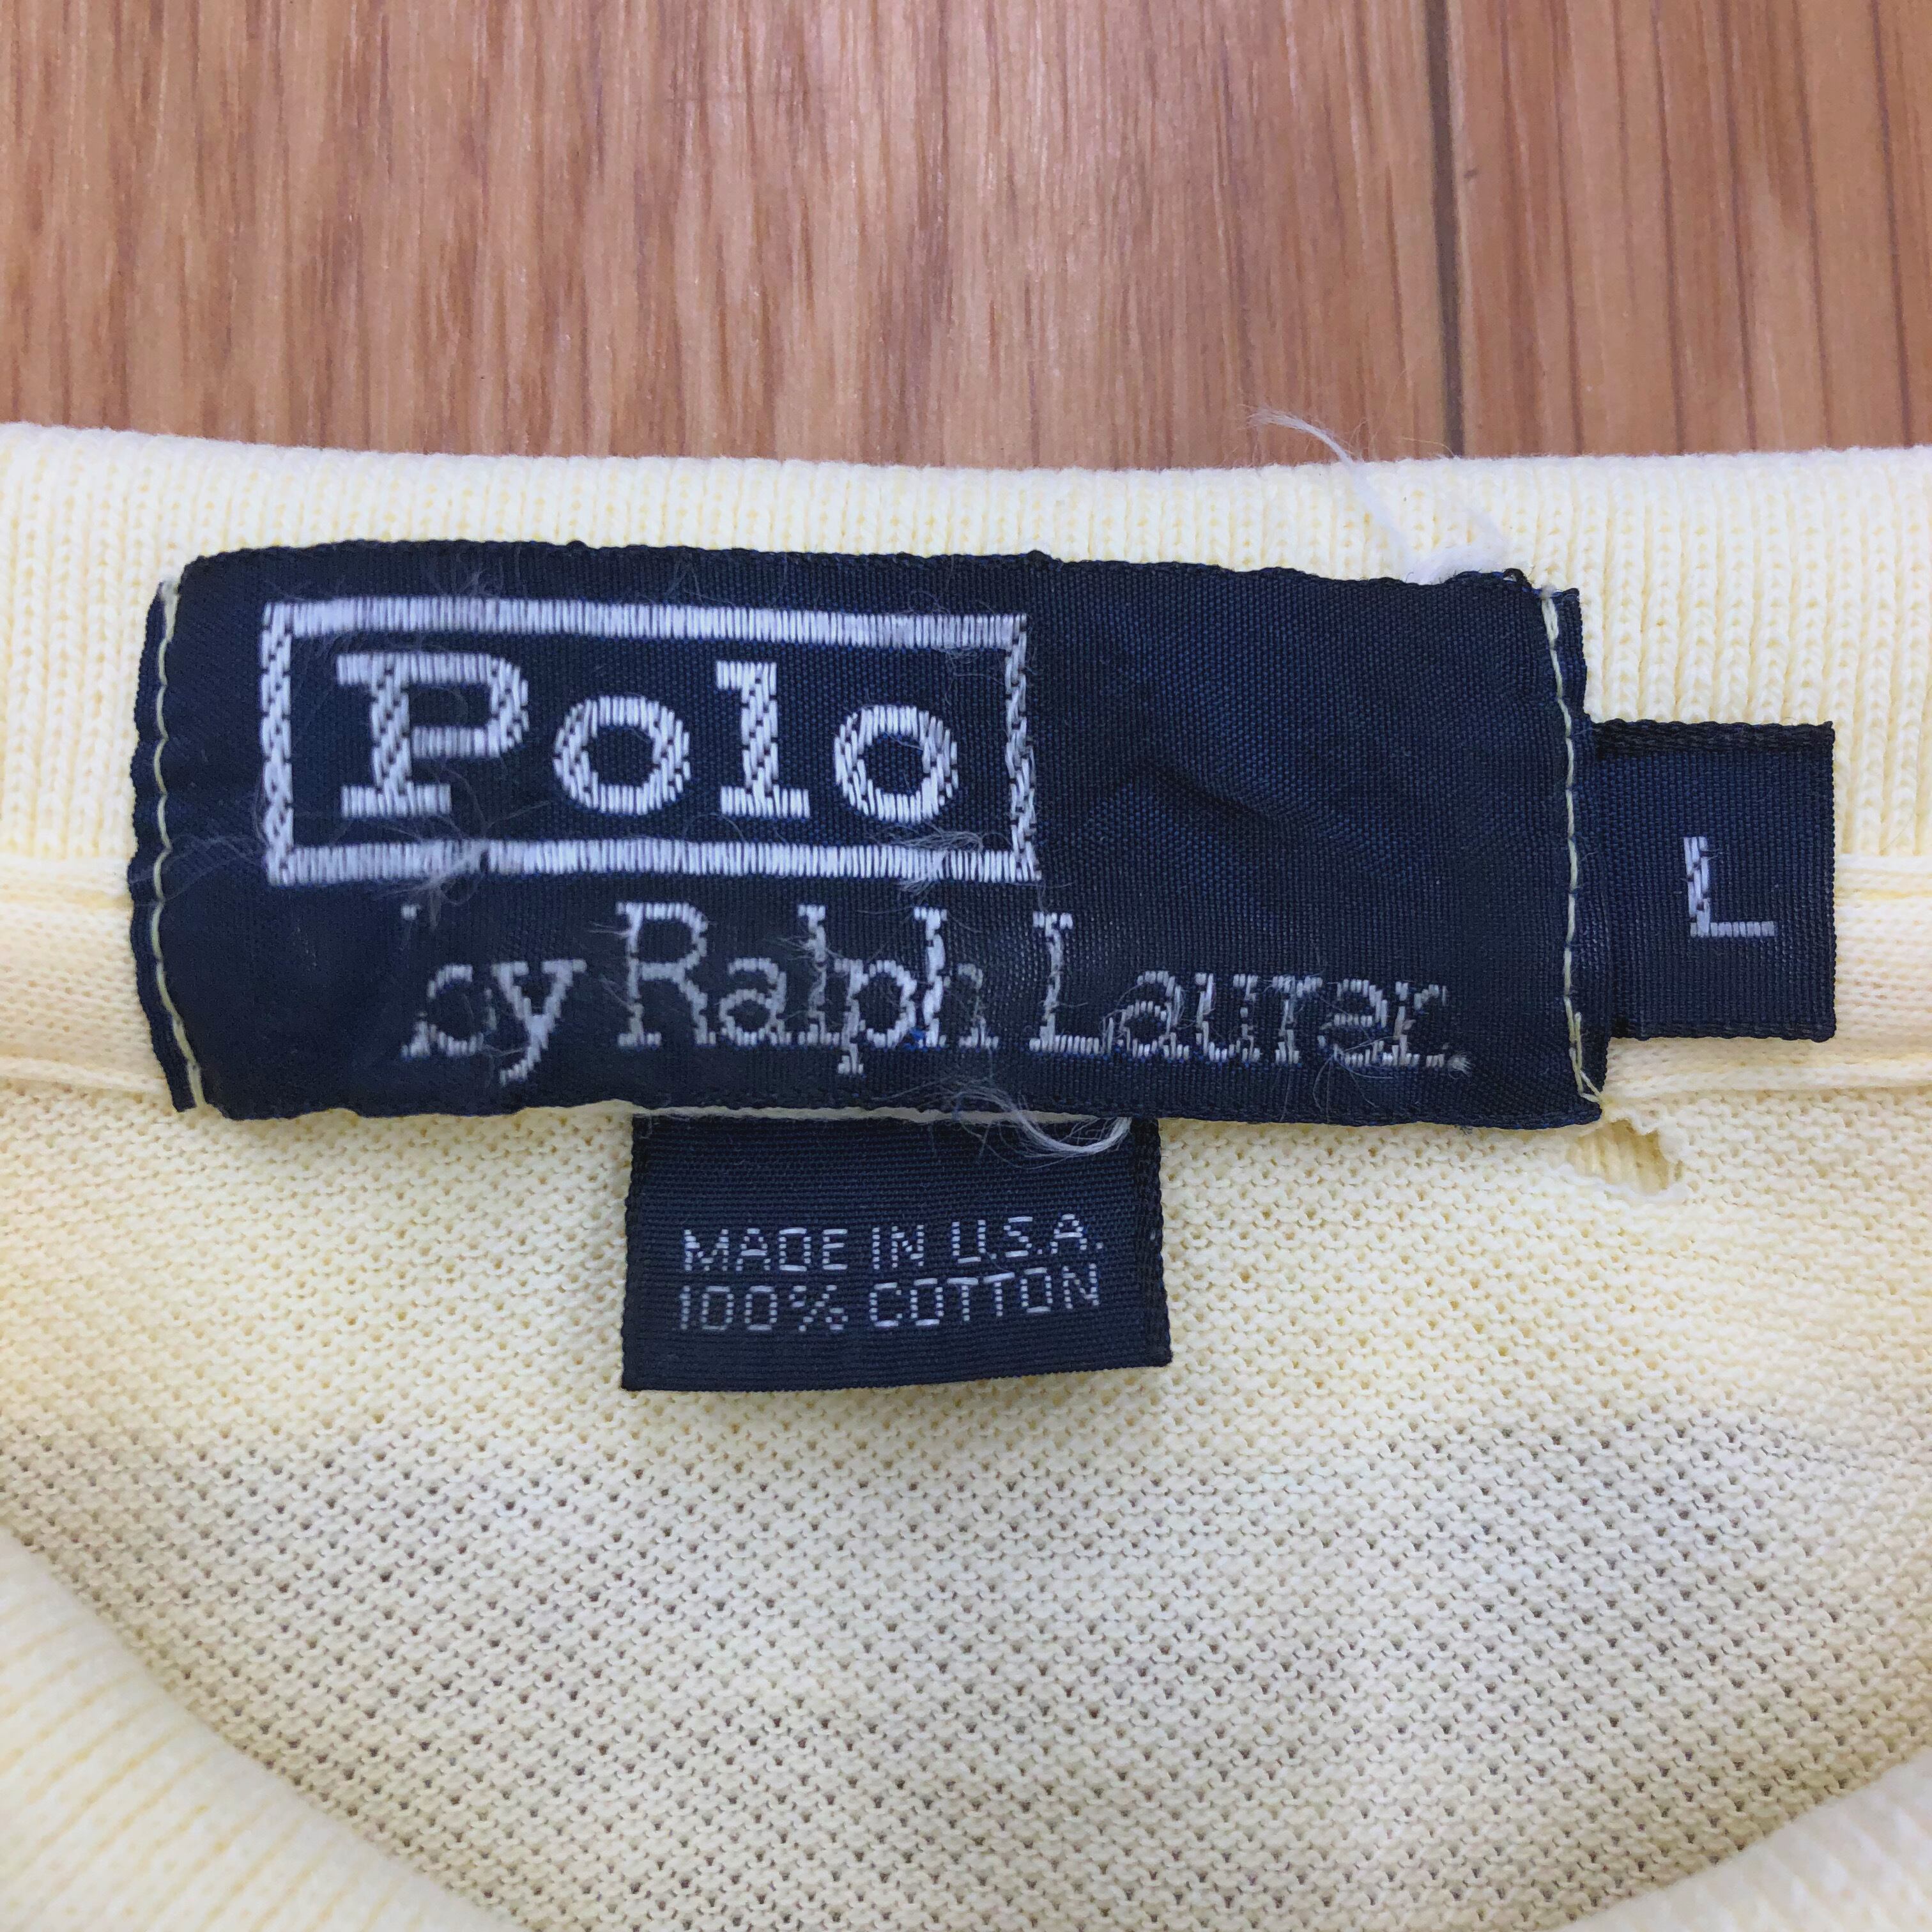 Polo
by Ralph Lauren
L
MADE IN U.S.A.
100% COTTON